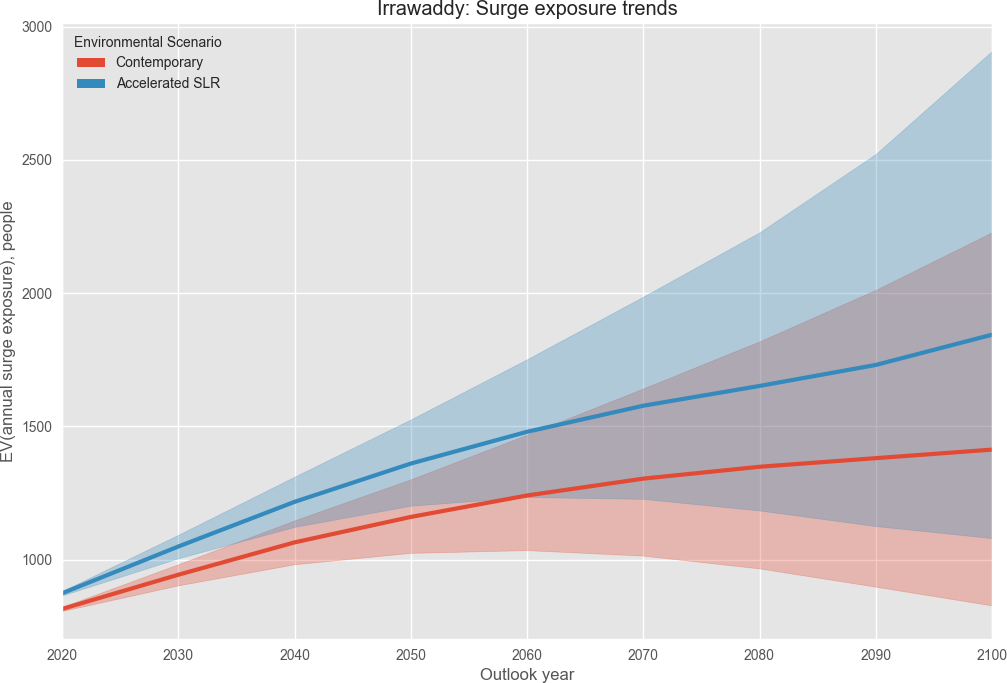 Irrawaddy: Surge exposure trends
3000
2500
2000
1500
1000
EV(annual surge exposure), people
Environmental Scenario
Contemporary
Accelerated SLR
2020 2030 2040 2050 2060 2070 2080 2090 2100
Outlook year